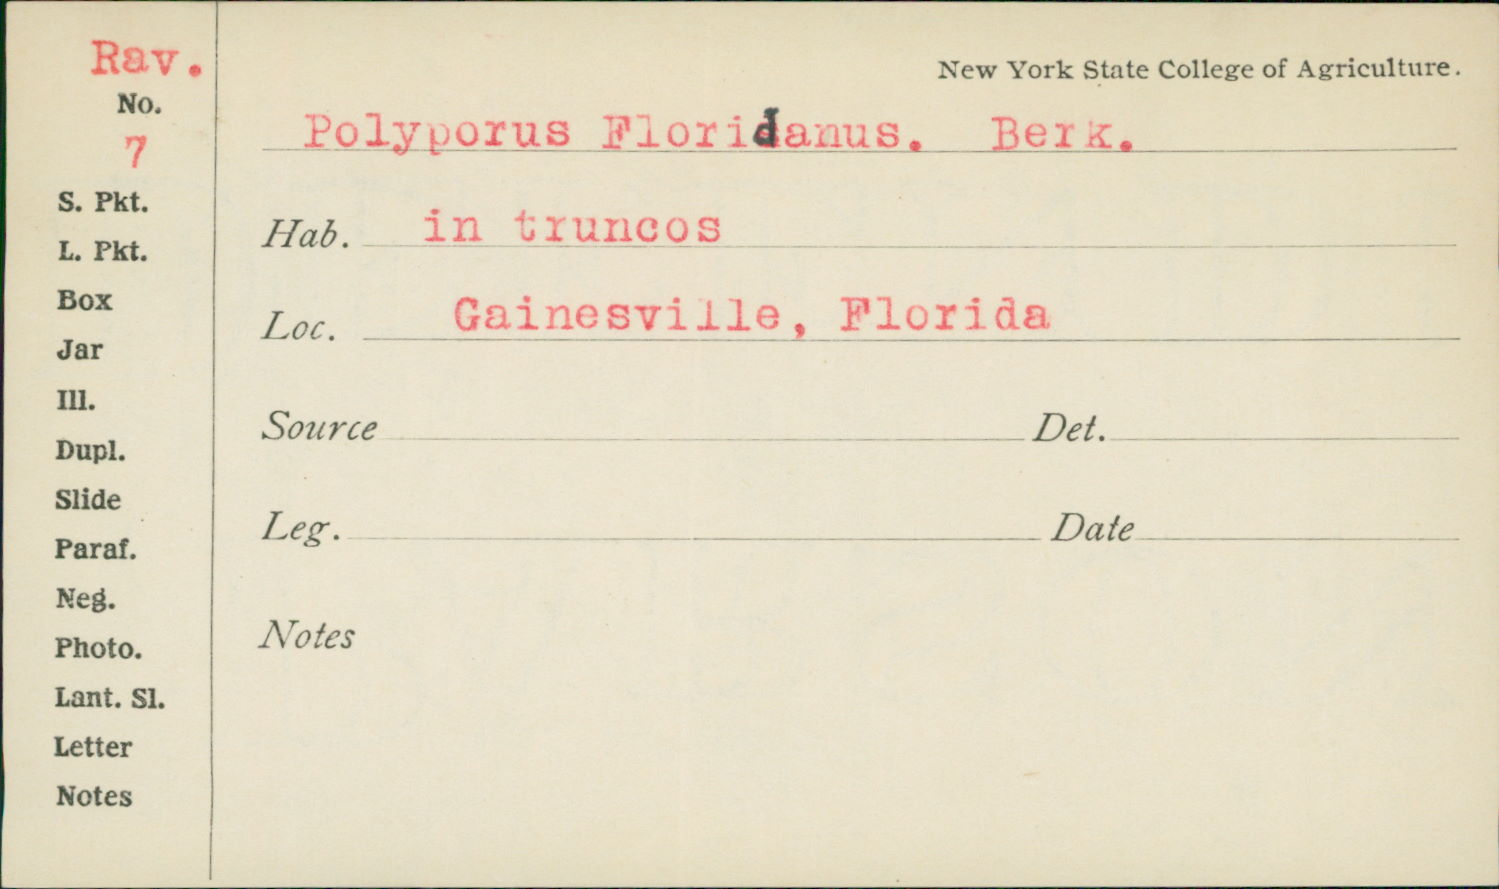 Rav.
No.
7
S. Pkt.
L. Pkt.
Box
Jar
Ill.
Dupl.
Slide
Paraf.
Neg.
Photo.
Lant. Sl.
Letter
Notes
New York State College of Agriculture.
Polyporus Floridanus. Berk.
Hab. in truncos
Loc. Gainesville, Florida
Source Det.
Leg. Date
Notes